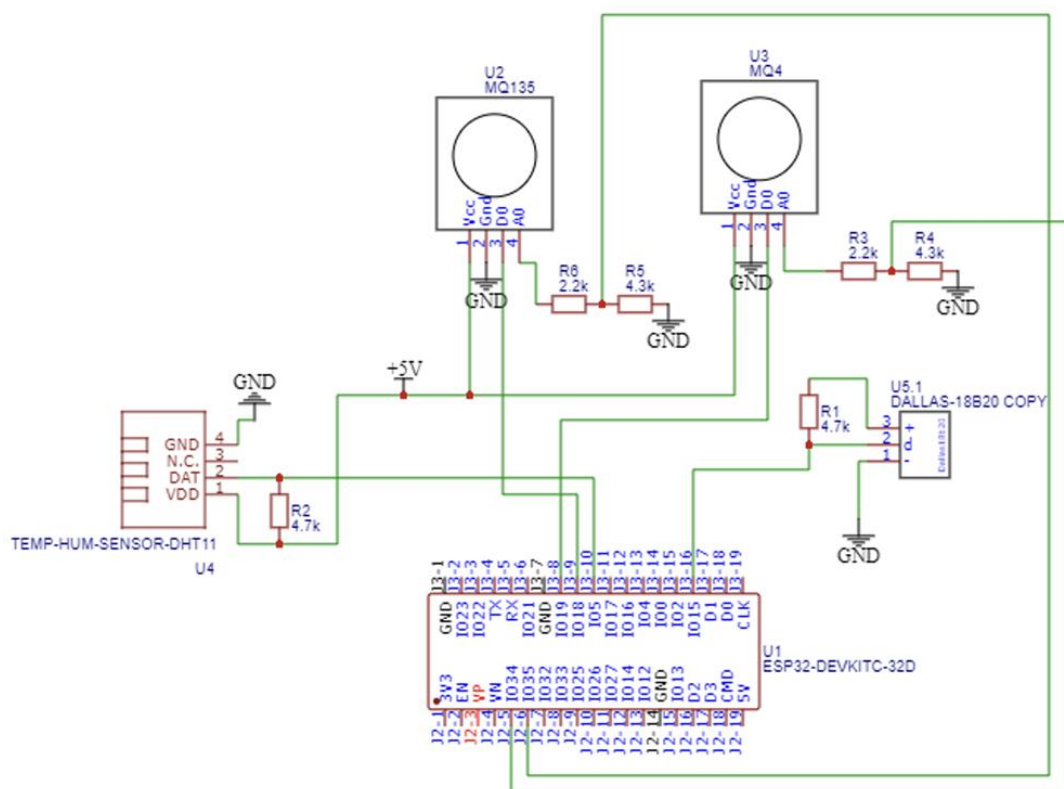 U2
MQ135
Vcc
Gnd
D0
A0
1
2
3
4
GND
U3
MQ4
Vcc
Gnd
D0
A0
1
2
3
4
GND
R6
2.2k
R5
4.3k
GND
R3
2.2k
R4
4.3k
GND
+5V
GND
GND
N.C.
DAT
VDD
4
3
2
1
R2
4.7k
TEMP-HUM-SENSOR-DHT11
U4
R1
4.7k
U5.1
DALLAS-18B20 COPY
3
2
1
+
d
-
Dallas18b20
GND
J3-1
J3-2
J3-3
J3-4
J3-5
J3-6
J3-7
J3-8
J3-9
J3-10
J3-11
J3-12
J3-13
J3-14
J3-15
J3-16
J3-17
J3-18
J3-19
GND
IO23
IO22
TX
RX
IO21
GND
IO19
IO18
IO5
IO17
IO16
IO4
IO0
IO2
IO15
D1
D0
CLK
U1
ESP32-DEVKITC-32D
3V3
EN
VP
VN
IO34
IO35
IO32
IO33
IO25
IO26
IO27
IO14
IO12
GND
IO13
D2
D3
CMD
5V
J2-1
J2-2
J2-3
J2-4
J2-5
J2-6
J2-7
J2-8
J2-9
J2-10
J2-11
J2-12
J2-13
J2-14
J2-15
J2-16
J2-17
J2-18
J2-19